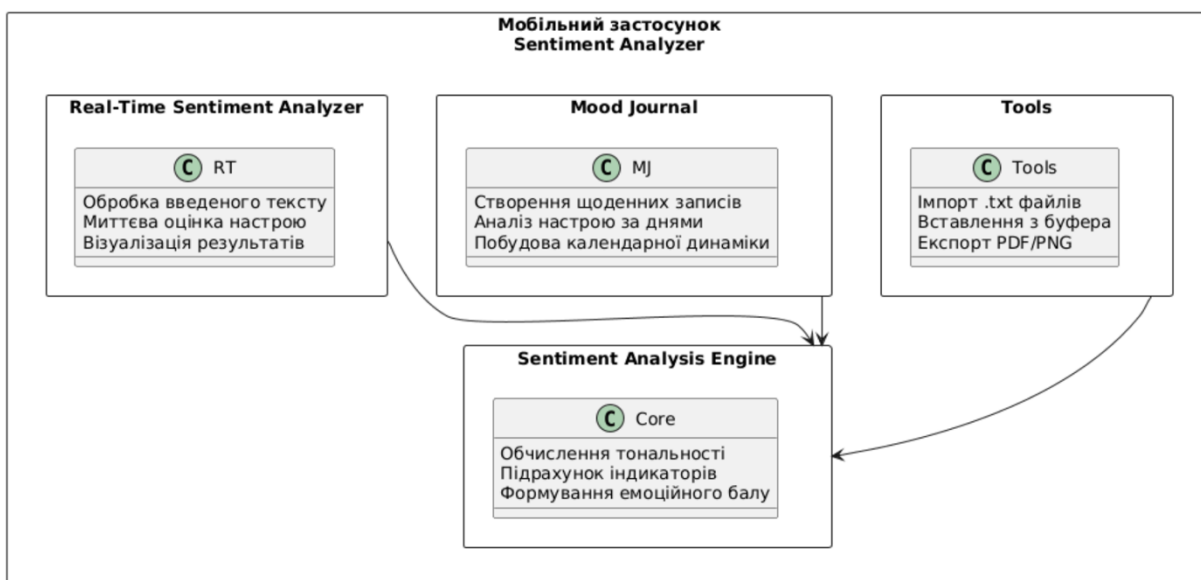 Мобільний застосунок
Sentiment Analyzer
Real-Time Sentiment Analyzer
C RT
Обробка введеного тексту
Миттєва оцінка настрою
Візуалізація результатів
Mood Journal
C MJ
Створення щоденних записів
Аналіз настрою за днями
Побудова календарної динаміки
Tools
C Tools
Імпорт .txt файлів
Вставлення з буфера
Експорт PDF/PNG
Sentiment Analysis Engine
C Core
Обчислення тональності
Підрахунок індикаторів
Формування емоційного балу